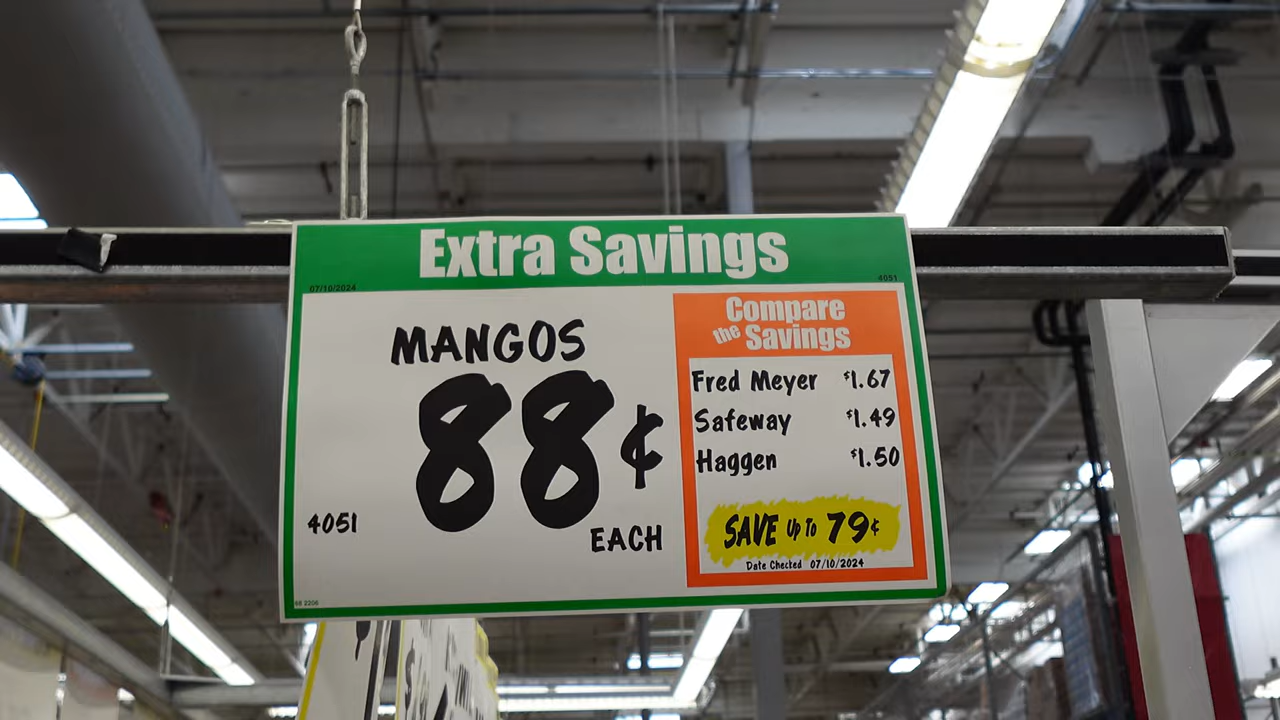 Extra Savings
07/10/2024
4051
MANGOS
88¢
EACH
4051
Compare
the Savings
Fred Meyer $1.67
Safeway $1.49
Haggen $1.50
SAVE Up To 79¢
Date Checked 07/10/2024